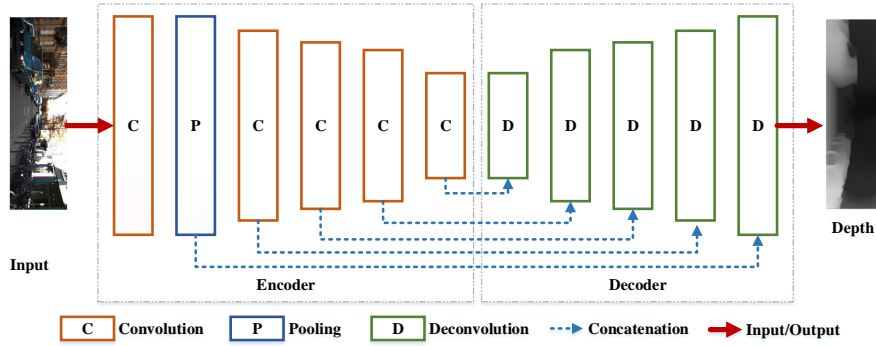 C P C C C C D D D D D
Input
Depth
Encoder
Decoder
C Convolution P Pooling D Deconvolution Concatenation Input/Output